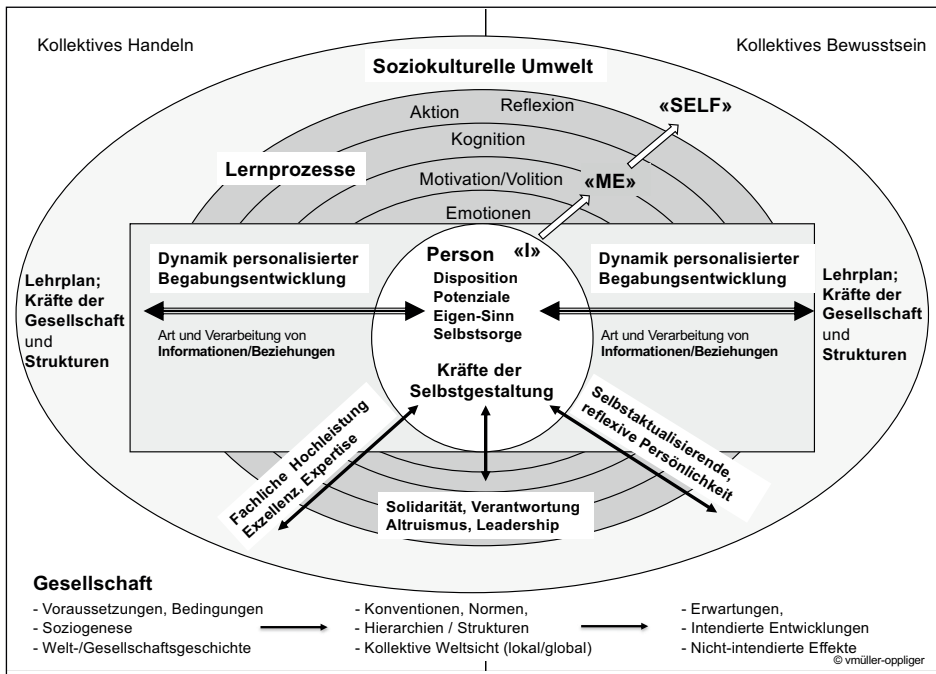 Kollektives Handeln
Kollektives Bewusstsein
Soziokulturelle Umwelt
Aktion
Reflexion
«SELF»
Kognition
Lernprozesse
Motivation/Volition
«ME»
Emotionen
Lehrplan;
Kräfte der
Gesellschaft
und
Strukturen
Dynamik personalisierter
Begabungsentwicklung
Art und Verarbeitung von
Informationen/Beziehungen
Person «I»
Disposition
Potenziale
Eigen-Sinn
Selbstsorge
Kräfte der
Selbstgestaltung
Dynamik personalisierter
Begabungsentwicklung
Art und Verarbeitung von
Informationen/Beziehungen
Lehrplan;
Kräfte der
Gesellschaft
und
Strukturen
Fachliche Hochleistung
Exzellenz, Expertise
Solidarität, Verantwortung
Altruismus, Leadership
Selbstaktualisierende,
reflexive Persönlichkeit
Gesellschaft
- Voraussetzungen, Bedingungen
- Soziogenese
- Welt-/Gesellschaftsgeschichte
- Konventionen, Normen,
- Hierarchien / Strukturen
- Kollektive Weltsicht (lokal/global)
- Erwartungen,
- Intendierte Entwicklungen
- Nicht-intendierte Effekte
© vmüller-oppliger